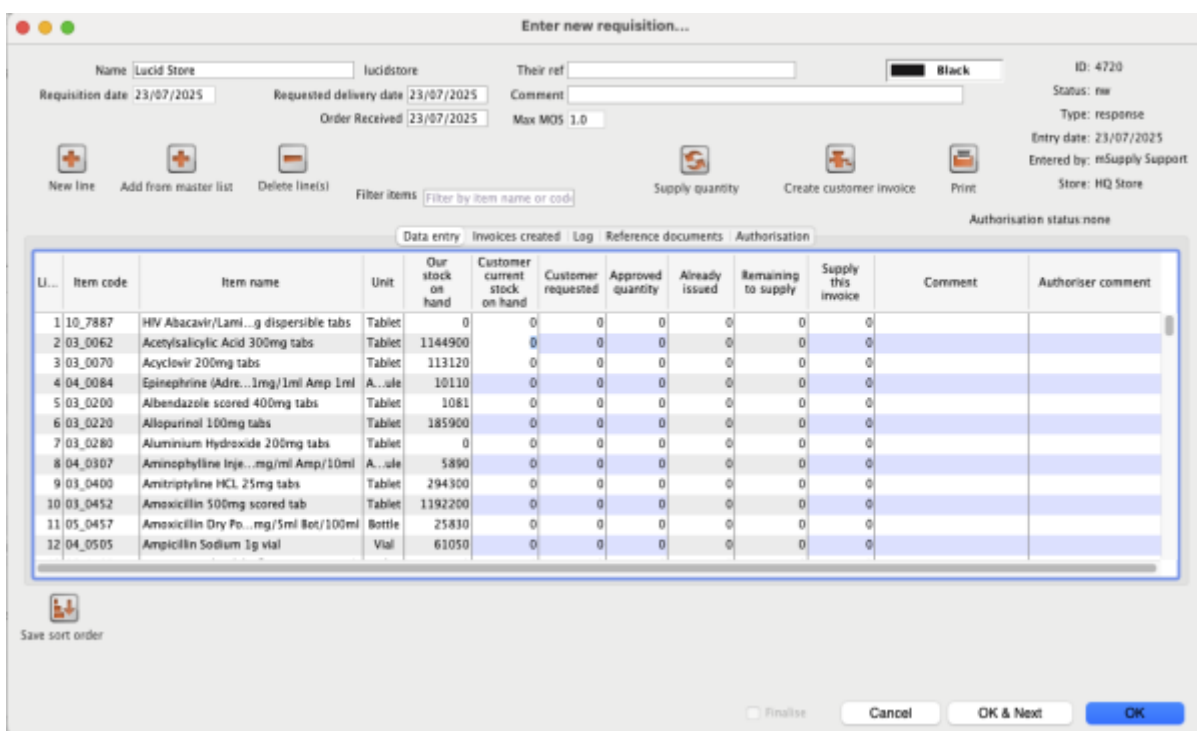 Enter new requisition...
Name Lucid Store lucidstore Their ref Black ID: 4720
Requisition date 23/07/2025 Requested delivery date 23/07/2025 Comment Status: nw
Order Received 23/07/2025 Max MOS 1.0 Type: response
Entry date: 23/07/2025
New line Add from master list Delete line(s) Supply quantity Create customer invoice Print Entered by: mSupply Support
Filter items Filter by item name or code Store: HQ Store
Authorisation status:none
Data entry Invoices created Log Reference documents Authorisation
Li... Item code Item name Unit Our stock on hand Customer current stock on hand Customer requested Approved quantity Already issued Remaining to supply Supply this invoice Comment Authoriser comment
1 10_7887 HIV Abacavir/Lami...g dispersible tabs Tablet 0 0 0 0 0 0 0
2 03_0062 Acetylsalicylic Acid 300mg tabs Tablet 1144900 0 0 0 0 0 0
3 03_0070 Acyclovir 200mg tabs Tablet 113120 0 0 0 0 0 0
4 04_0084 Epinephrine (Adre...1mg/1ml Amp 1ml A...ule 10110 0 0 0 0 0 0
5 03_0200 Albendazole scored 400mg tabs Tablet 1081 0 0 0 0 0 0
6 03_0220 Allopurinol 100mg tabs Tablet 185900 0 0 0 0 0 0
7 03_0280 Aluminium Hydroxide 200mg tabs Tablet 0 0 0 0 0 0 0
8 04_0307 Aminophylline Inje...mg/ml Amp/10ml A...ule 5890 0 0 0 0 0 0
9 03_0400 Amitriptyline HCL 25mg tabs Tablet 294300 0 0 0 0 0 0
10 03_0452 Amoxicillin 500mg scored tab Tablet 1192200 0 0 0 0 0 0
11 05_0457 Amoxicillin Dry Po...mg/5ml Bot/100ml Bottle 25830 0 0 0 0 0 0
12 04_0505 Ampicillin Sodium 1g vial Vial 61050 0 0 0 0 0 0
Save sort order
Finalise Cancel OK & Next OK